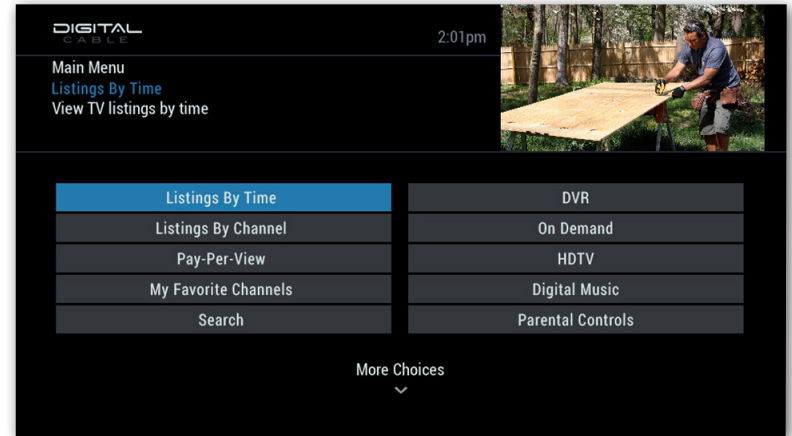 DIGITAL
CABLE
2:01pm
Main Menu
Listings By Time
View TV listings by time
Listings By Time
DVR
Listings By Channel
On Demand
Pay-Per-View
HDTV
My Favorite Channels
Digital Music
Search
Parental Controls
More Choices